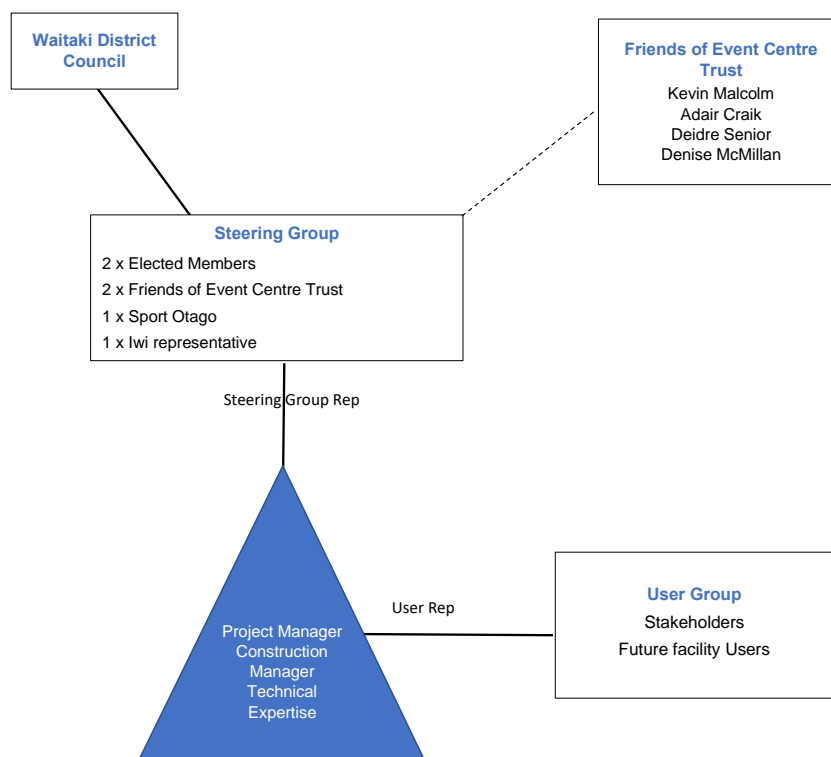 Waitaki District
Council
Friends of Event Centre
Trust
Kevin Malcolm
Adair Craik
Deidre Senior
Denise McMillan
Steering Group
2 x Elected Members
2 x Friends of Event Centre Trust
1 x Sport Otago
1 x Iwi representative
Steering Group Rep
User Rep
User Group
Stakeholders
Future facility Users
Project Manager
Construction
Manager
Technical
Expertise